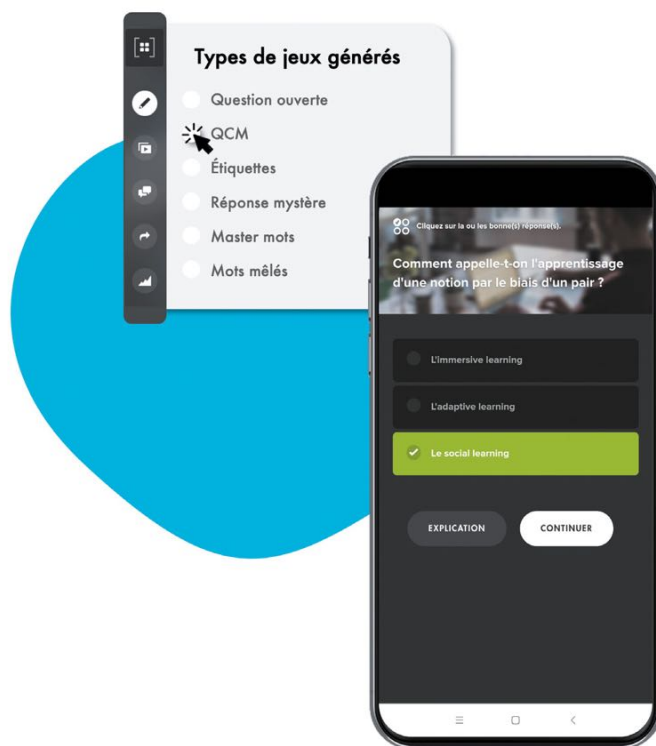 Types de jeux générés
Question ouverte
QCM
Étiquettes
Réponse mystère
Master mots
Mots mêlés
Cliquez sur la ou les bonne(s) réponse(s).
Comment appelle-t-on l'apprentissage
d'une notion par le biais d'un pair ?
L'immersive learning
L'adaptive learning
Le social learning
EXPLICATION
CONTINUER